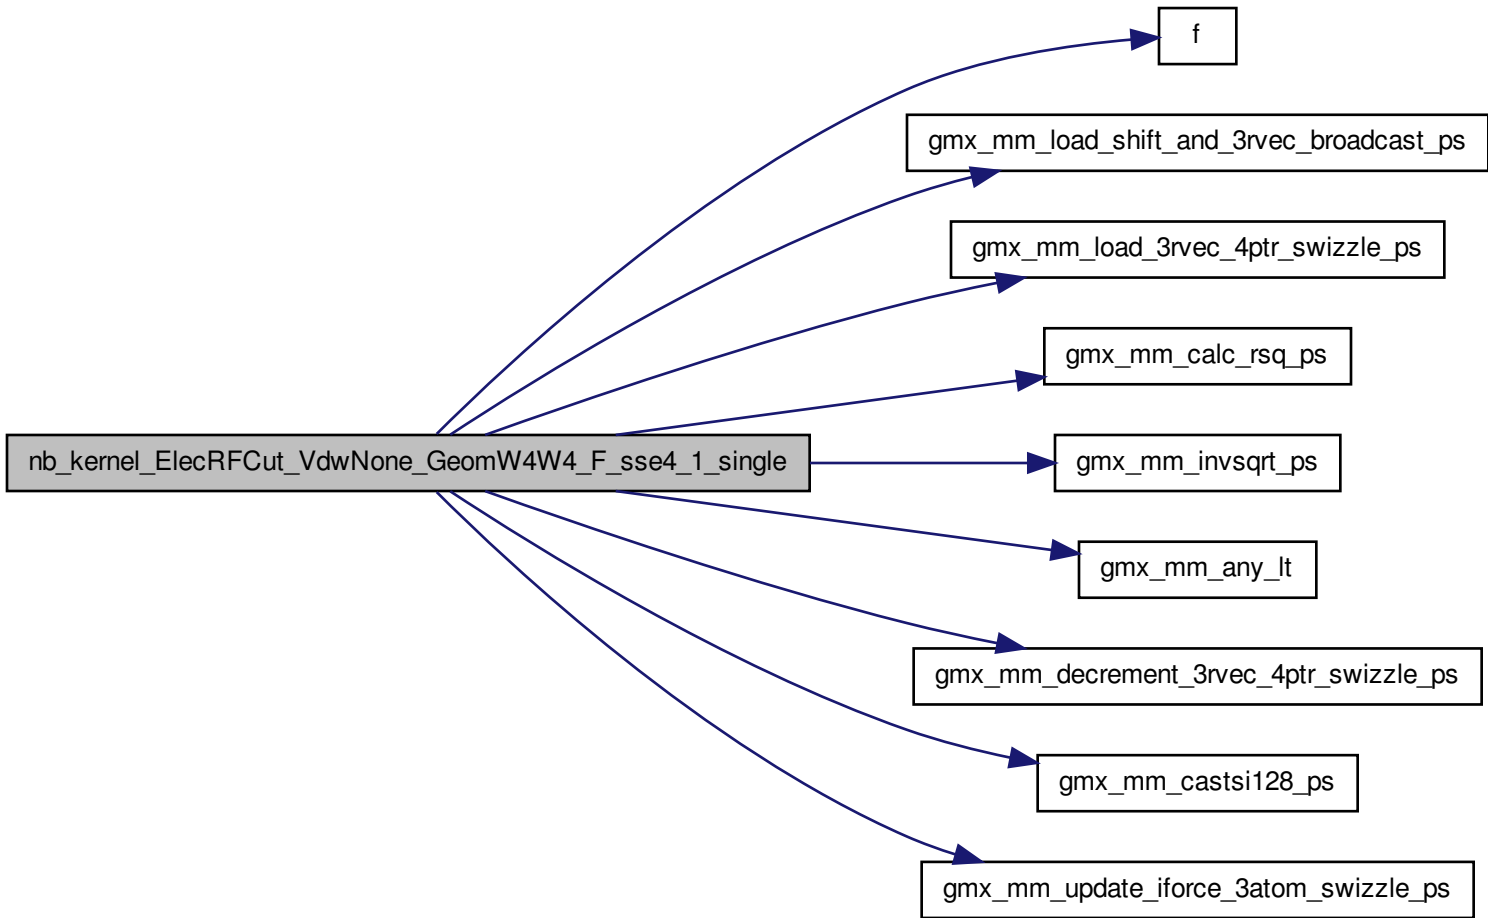 f
gmx_mm_load_shift_and_3rvec_broadcast_ps
gmx_mm_load_3rvec_4ptr_swizzle_ps
gmx_mm_calc_rsq_ps
nb_kernel_ElecRFCut_VdwNone_GeomW4W4_F_sse4_1_single
gmx_mm_invsqrt_ps
gmx_mm_any_lt
gmx_mm_decrement_3rvec_4ptr_swizzle_ps
gmx_mm_castsi128_ps
gmx_mm_update_iforce_3atom_swizzle_ps